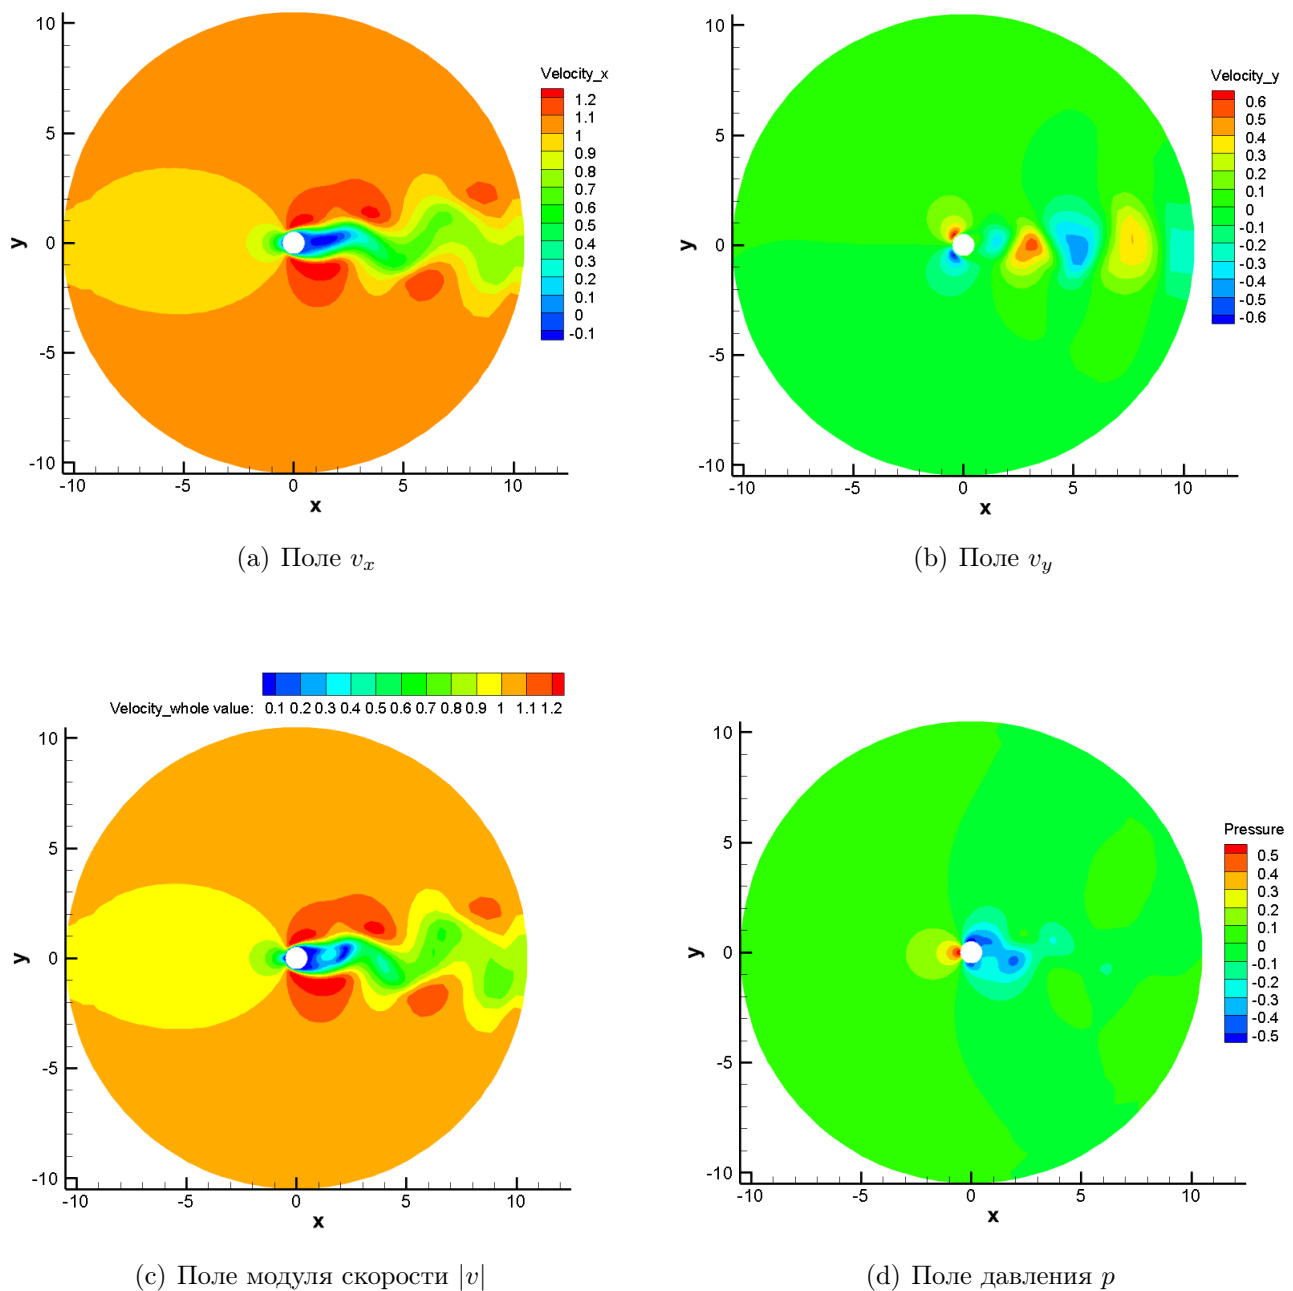 Velocity_x
1.2
1.1
1
0.9
0.8
0.7
0.6
0.5
0.4
0.3
0.2
0.1
0
-0.1
10
5
0
-5
-10
y
-10 -5 0 5 10
x
(a) Поле v_x
Velocity_y
0.6
0.5
0.4
0.3
0.2
0.1
0
-0.1
-0.2
-0.3
-0.4
-0.5
-0.6
10
5
0
-5
-10
y
-10 -5 0 5 10
x
(b) Поле v_y
Velocity_whole value: 0.1 0.2 0.3 0.4 0.5 0.6 0.7 0.8 0.9 1 1.1 1.2
10
5
0
-5
-10
y
-10 -5 0 5 10
x
(c) Поле модуля скорости |v|
Pressure
0.5
0.4
0.3
0.2
0.1
0
-0.1
-0.2
-0.3
-0.4
-0.5
10
5
0
-5
-10
y
-10 -5 0 5 10
x
(d) Поле давления p